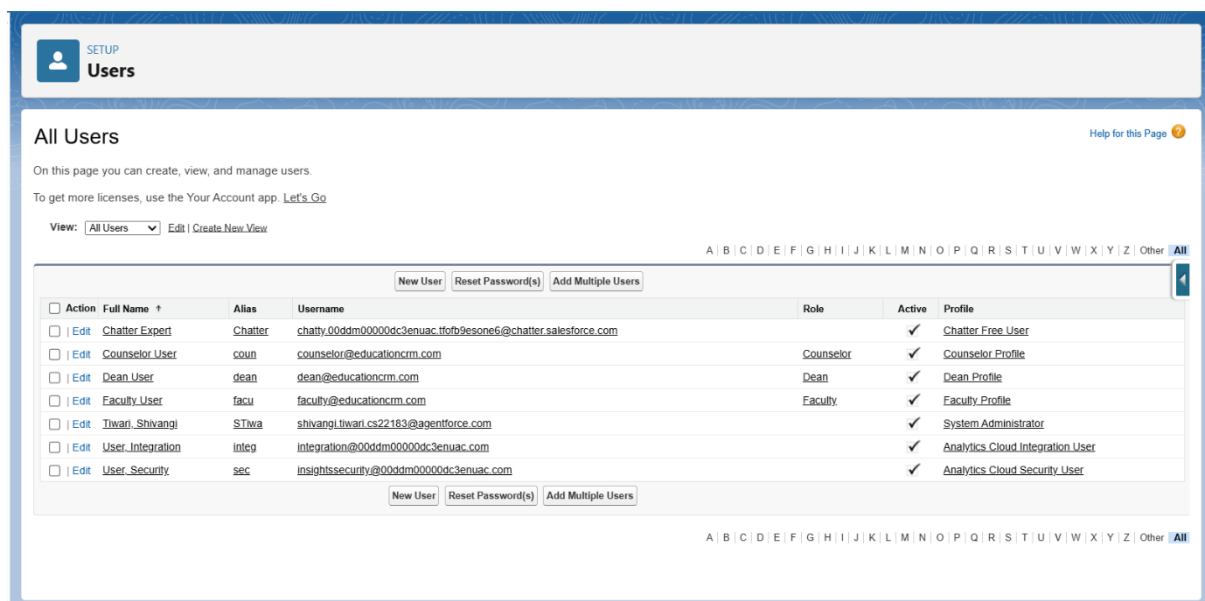 SETUP
Users
All Users
Help for this Page ?
On this page you can create, view, and manage users.
To get more licenses, use the Your Account app. Let's Go
View: All Users Edit | Create New View
A | B | C | D | E | F | G | H | I | J | K | L | M | N | O | P | Q | R | S | T | U | V | W | X | Y | Z | Other All
New User Reset Password(s) Add Multiple Users
Action Full Name ↑ Alias Username Role Active Profile
| Edit Chatter Expert Chatter chatty.00ddm00000dc3enuac.tfofb9esone6@chatter.salesforce.com ✓ Chatter Free User
| Edit Counselor User coun counselor@educationcrm.com Counselor ✓ Counselor Profile
| Edit Dean User dean dean@educationcrm.com Dean ✓ Dean Profile
| Edit Faculty User facu faculty@educationcrm.com Faculty ✓ Faculty Profile
| Edit Tiwari, Shivangi STiwa shivangi.tiwari.cs22183@agentforce.com ✓ System Administrator
| Edit User, Integration integ integration@00ddm00000dc3enuac.com ✓ Analytics Cloud Integration User
| Edit User, Security sec insightssecurity@00ddm00000dc3enuac.com ✓ Analytics Cloud Security User
New User Reset Password(s) Add Multiple Users
A | B | C | D | E | F | G | H | I | J | K | L | M | N | O | P | Q | R | S | T | U | V | W | X | Y | Z | Other All